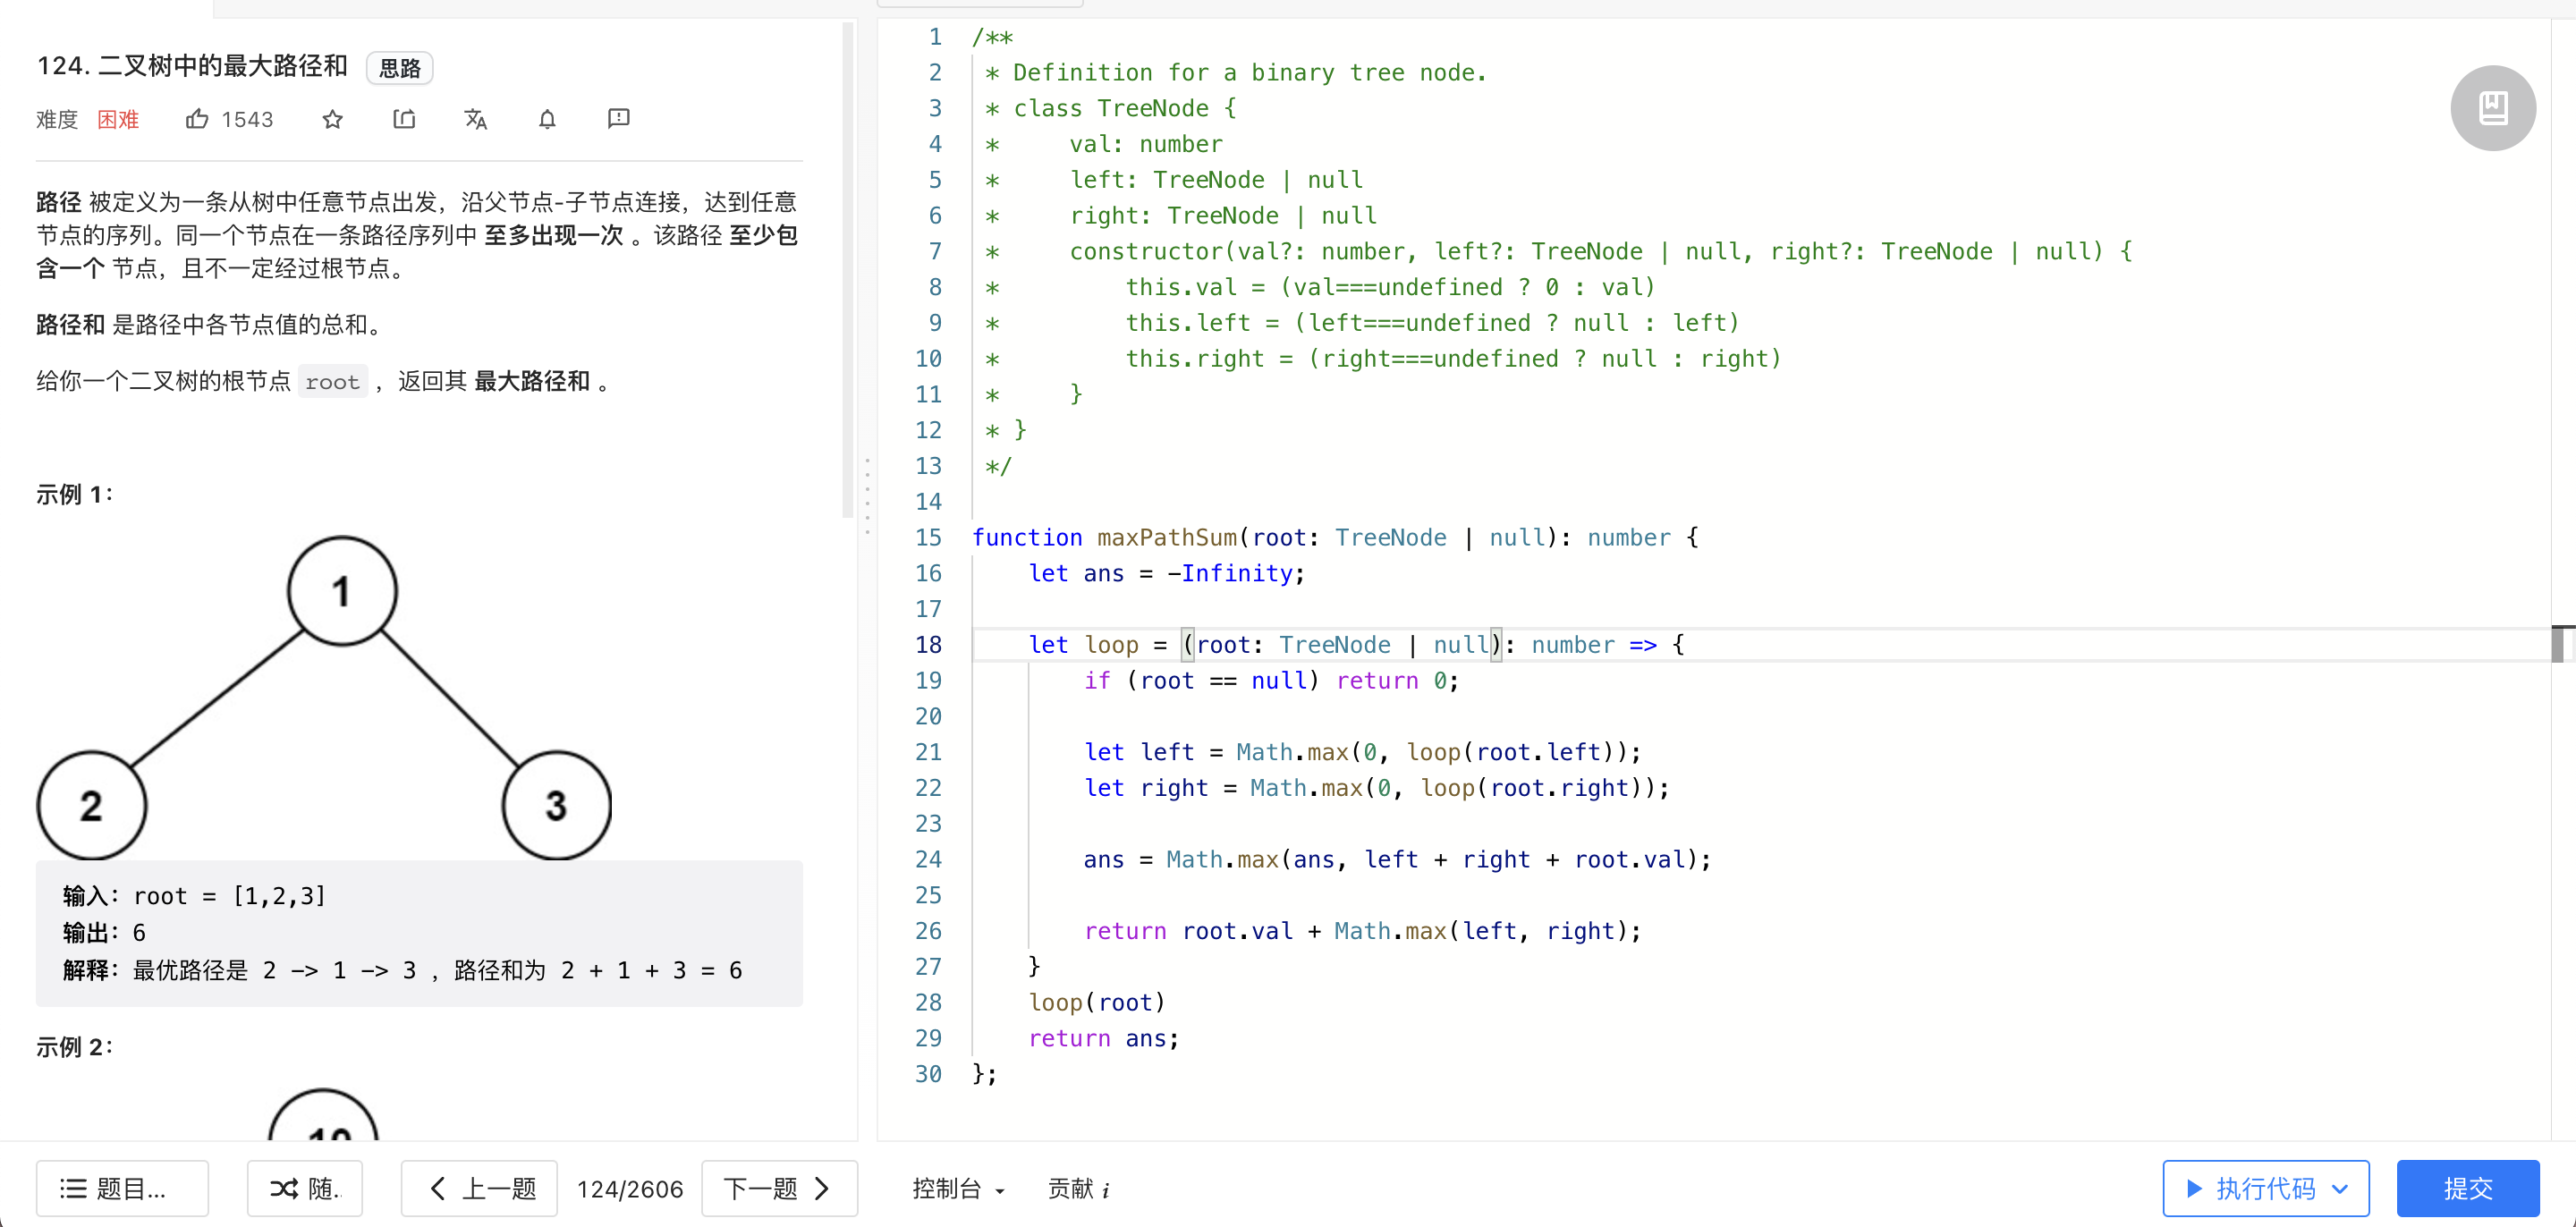 124. 二叉树中的最大路径和 思路
难度 困难 1543
路径 被定义为一条从树中任意节点出发，沿父节点-子节点连接，达到任意
节点的序列。同一个节点在一条路径序列中 至多出现一次 。该路径 至少包
含一个 节点，且不一定经过根节点。
路径和 是路径中各节点值的总和。
给你一个二叉树的根节点 root ，返回其 最大路径和 。
示例 1：
1
2 3
输入：root = [1,2,3]
输出：6
解释：最优路径是 2 -> 1 -> 3 ，路径和为 2 + 1 + 3 = 6
示例 2：
1 /**
2 * Definition for a binary tree node.
3 * class TreeNode {
4 *     val: number
5 *     left: TreeNode | null
6 *     right: TreeNode | null
7 *     constructor(val?: number, left?: TreeNode | null, right?: TreeNode | null) {
8 *         this.val = (val===undefined ? 0 : val)
9 *         this.left = (left===undefined ? null : left)
10 *         this.right = (right===undefined ? null : right)
11 *     }
12 * }
13 */
14
15 function maxPathSum(root: TreeNode | null): number {
16     let ans = -Infinity;
17
18     let loop = (root: TreeNode | null): number => {
19         if (root == null) return 0;
20
21         let left = Math.max(0, loop(root.left));
22         let right = Math.max(0, loop(root.right));
23
24         ans = Math.max(ans, left + right + root.val);
25
26         return root.val + Math.max(left, right);
27     }
28     loop(root)
29     return ans;
30 };
题目... 随.. 上一题 124/2606 下一题 控制台 贡献 i 执行代码 提交